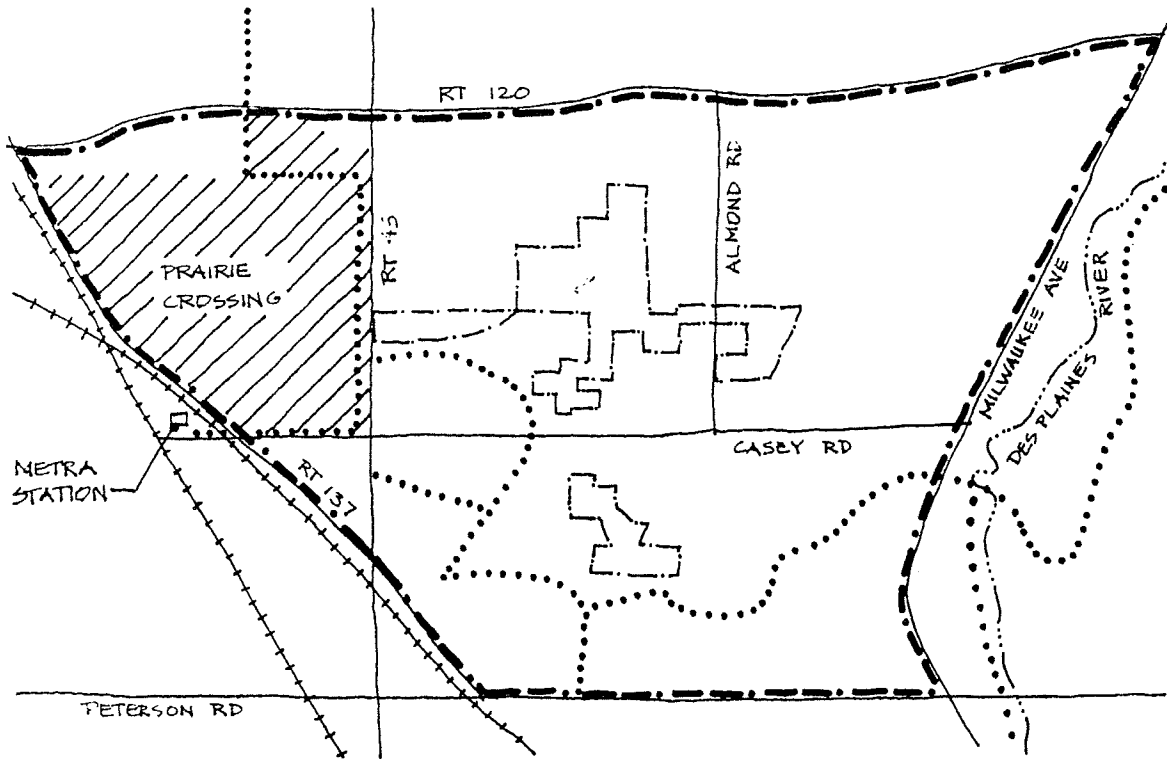 RT 120
ALMOND RD
RT 45
PRAIRIE
CROSSING
MILWAUKEE AVE
RIVER
DES PLAINES
CASEY RD
METRA
STATION
RT 137
PETERSON RD